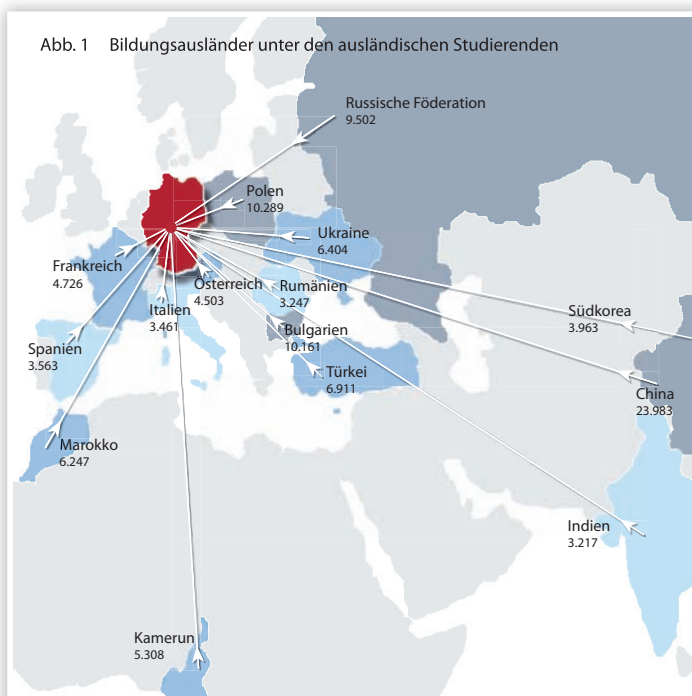 Abb. 1 Bildungsausländer unter den ausländischen Studierenden
Russische Föderation
9.502
Polen
10.289
Ukraine
6.404
Frankreich
4.726
Österreich
4.503
Rumänien
3.247
Italien
3.461
Südkorea
3.963
Bulgarien
10.161
Spanien
3.563
Türkei
6.911
China
23.983
Marokko
6.247
Indien
3.217
Kamerun
5.308